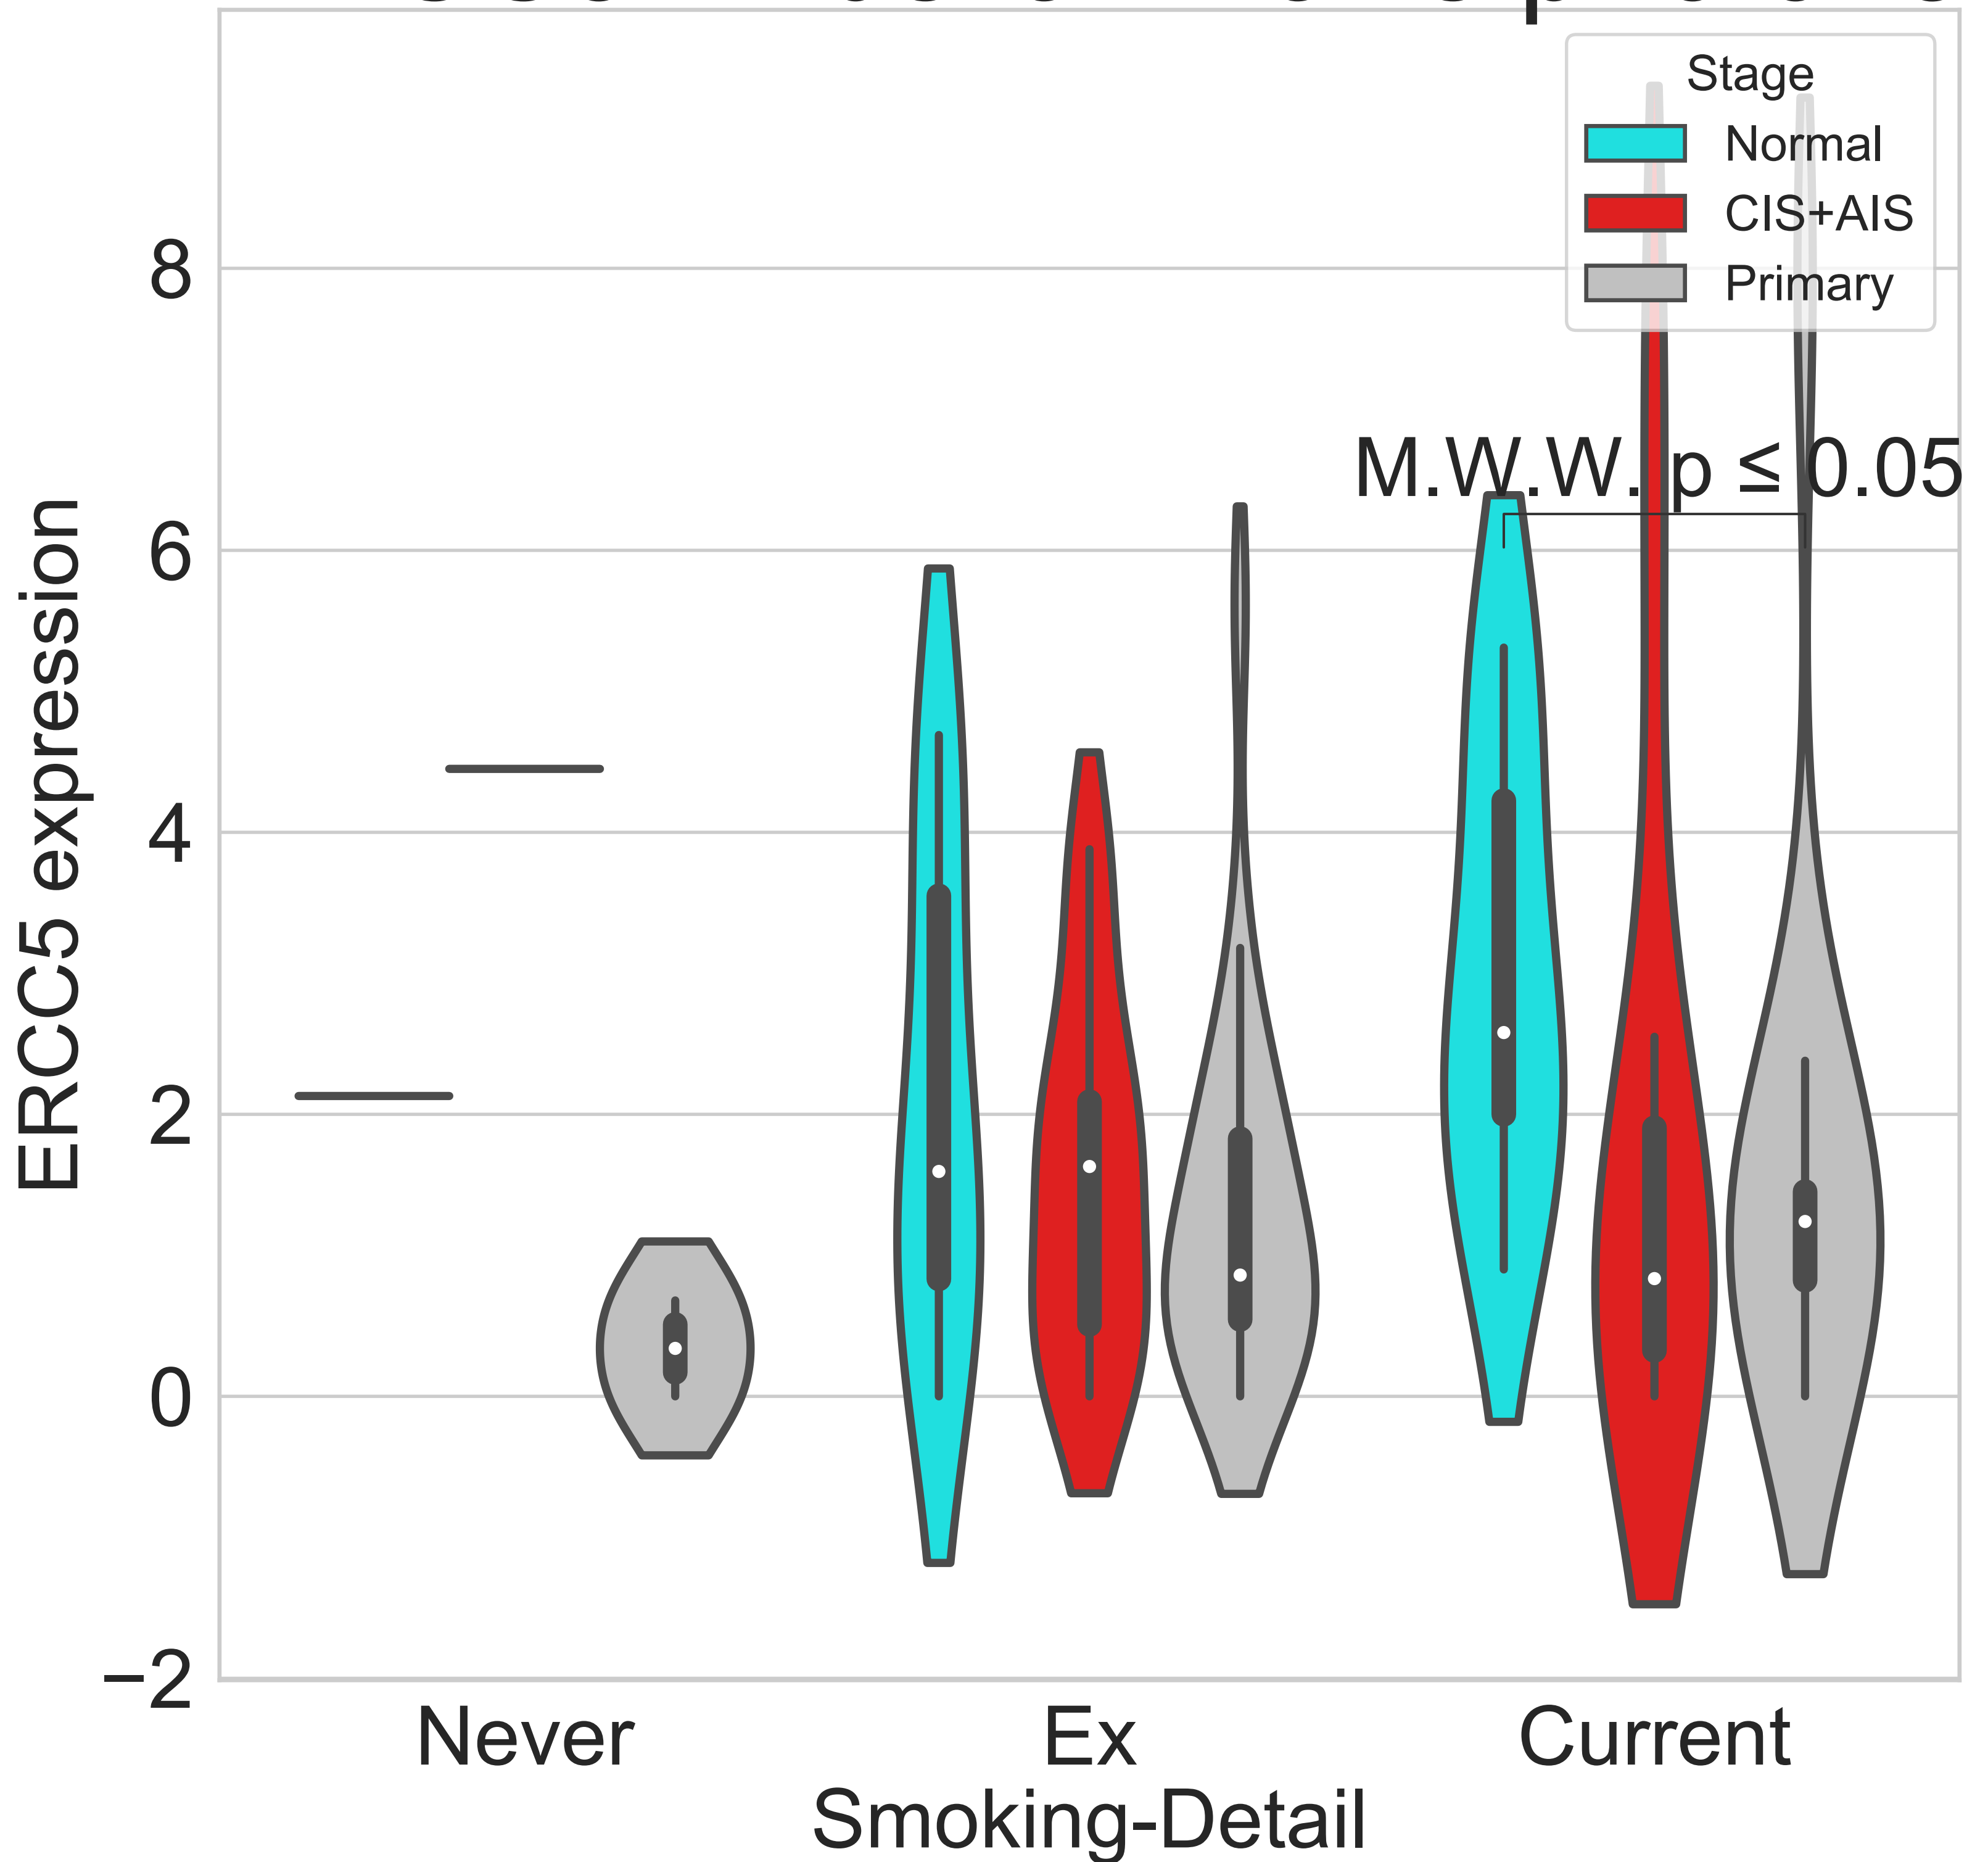 Stage
Normal
CIS+AIS
Primary
M.W.W. p ≤ 0.05
ERCC5 expression
8
6
4
2
0
−2
Never
Ex
Current
Smoking-Detail